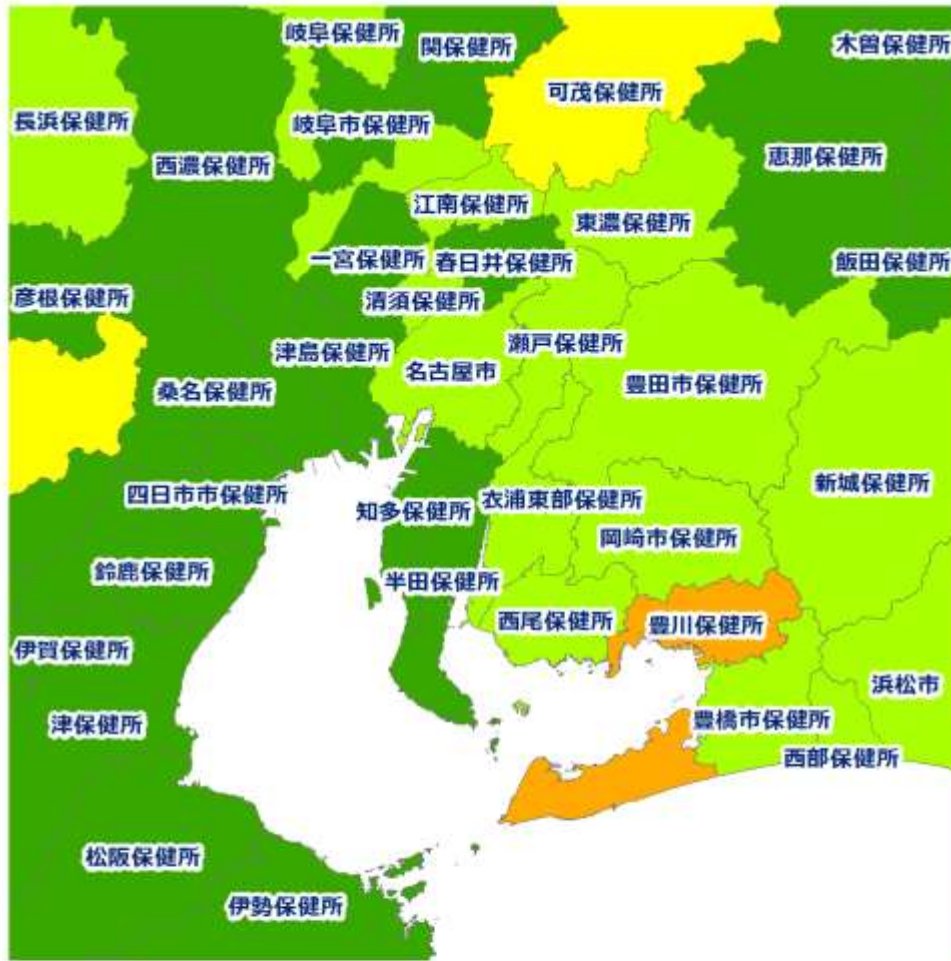 岐阜保健所
関保健所
木曽保健所
可茂保健所
長浜保健所
岐阜市保健所
西濃保健所
恵那保健所
江南保健所
東濃保健所
一宮保健所
春日井保健所
飯田保健所
彦根保健所
清須保健所
津島保健所
瀬戸保健所
名古屋市
桑名保健所
豊田市保健所
新城保健所
四日市市保健所
衣浦東部保健所
知多保健所
岡崎市保健所
鈴鹿保健所
半田保健所
西尾保健所
豊川保健所
伊賀保健所
浜松市
津保健所
豊橋市保健所
西部保健所
松阪保健所
伊勢保健所